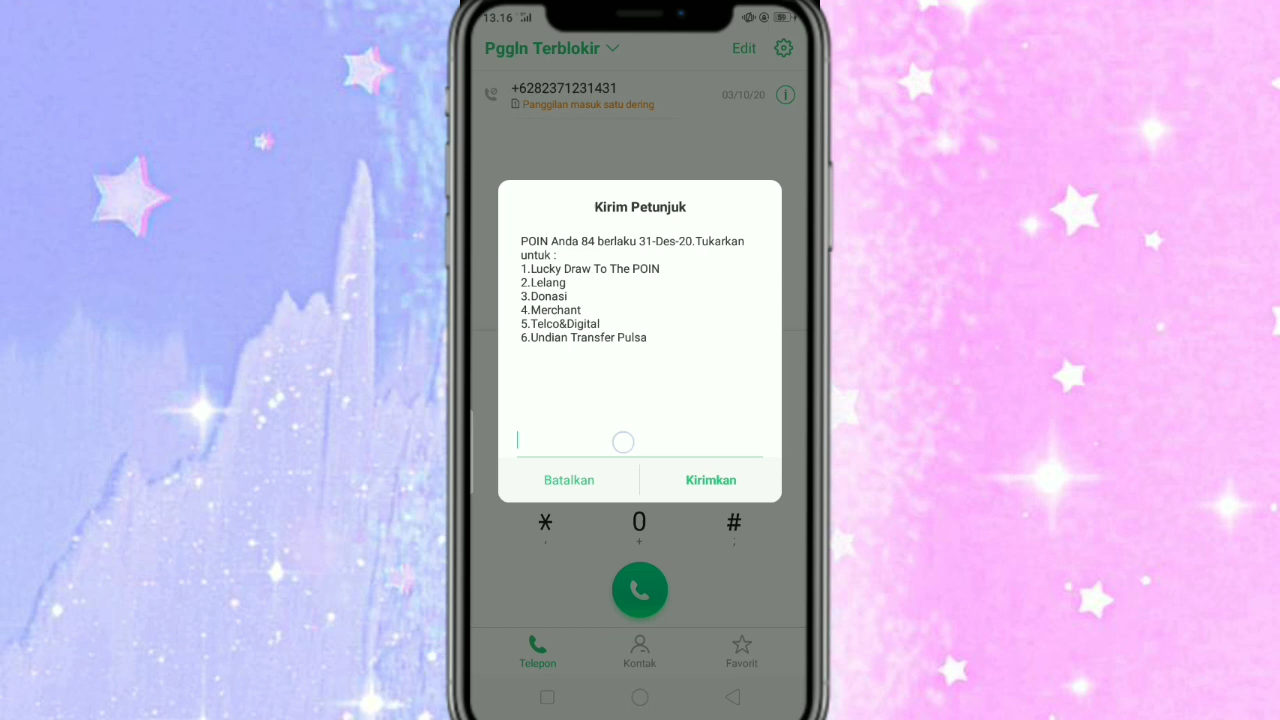 13.16
Pggln Terblokir
Edit
+6282371231431
Panggilan masuk satu dering
03/10/20
Kirim Petunjuk
POIN Anda 84 berlaku 31-Des-20.Tukarkan
untuk :
1.Lucky Draw To The POIN
2.Lelang
3.Donasi
4.Merchant
5.Telco&Digital
6.Undian Transfer Pulsa
Batalkan
Kirimkan
* 0 #
, + ;
Telepon
Kontak
Favorit